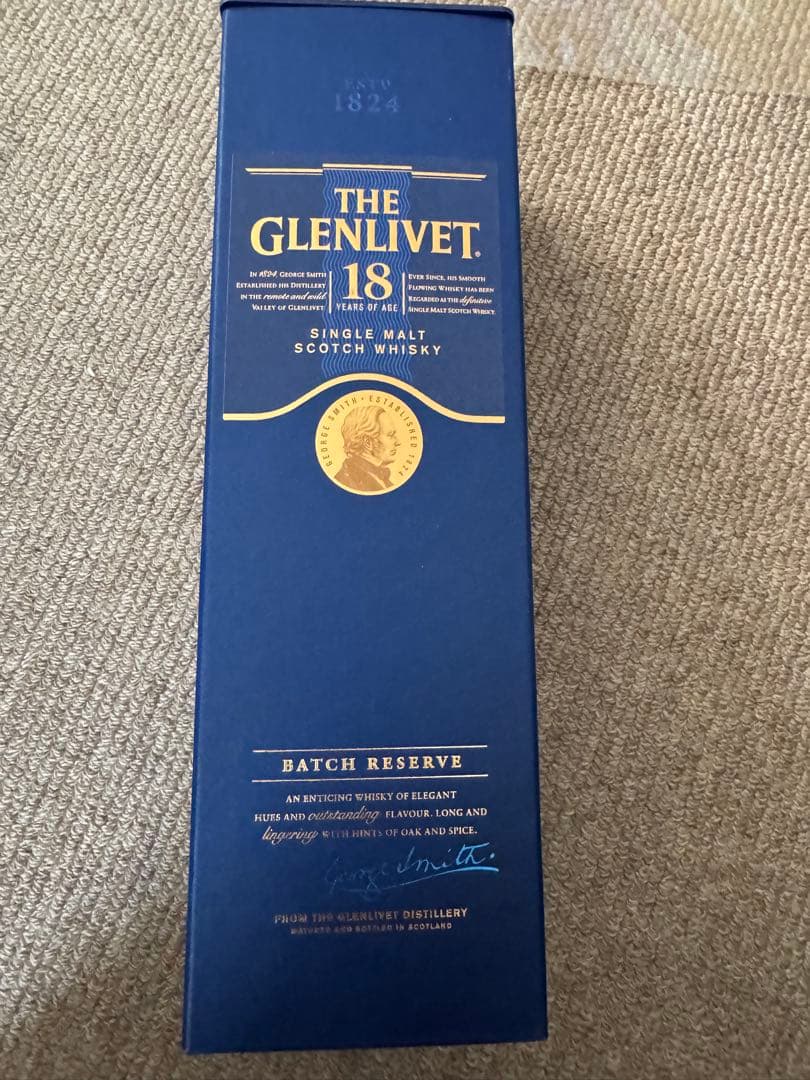 ESTD
1824
THE
GLENLIVET®
IN 1824, GEORGE SMITH
ESTABLISHED HIS DISTILLERY
IN THE remote and wild
VALLEY OF GLENLIVET
18
YEARS OF AGE
EVER SINCE, HIS SMOOTH
FLOWING WHISKY HAS BEEN
REGARDED AS THE definitive
SINGLE MALT SCOTCH WHISKY.
SINGLE MALT
SCOTCH WHISKY
GEORGE SMITH • ESTABLISHED 1824
BATCH RESERVE
AN ENTICING WHISKY OF ELEGANT
HUES AND outstanding FLAVOUR. LONG AND
lingering WITH HINTS OF OAK AND SPICE.
George Smith.
FROM THE GLENLIVET DISTILLERY
MATURED AND BOTTLED IN SCOTLAND